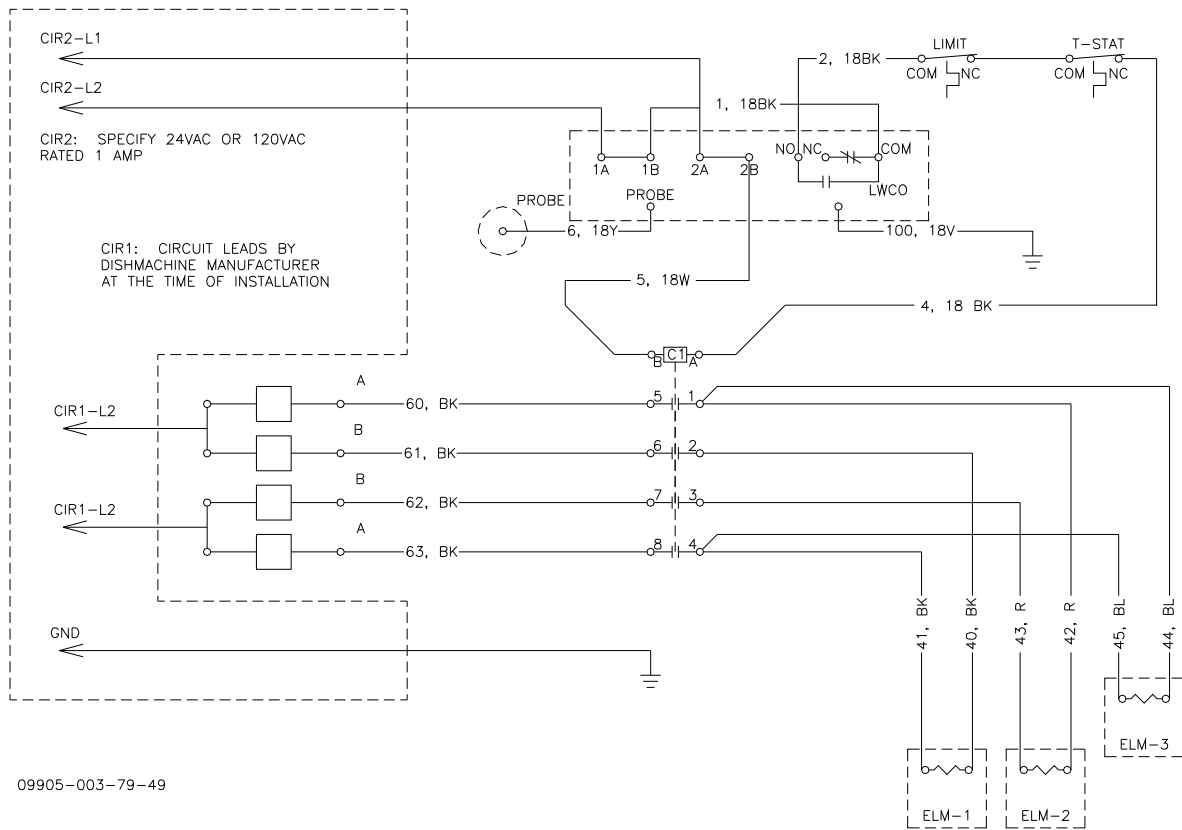 CIR2-L1
LIMIT
T-STAT
2, 18BK
COM
NC
COM
NC
CIR2-L2
1, 18BK
CIR2: SPECIFY 24VAC OR 120VAC
RATED 1 AMP
NO
NC
COM
1A
1B
2A
2B
LWCO
PROBE
PROBE
6, 18Y
100, 18V
CIR1: CIRCUIT LEADS BY
DISHMACHINE MANUFACTURER
AT THE TIME OF INSTALLATION
5, 18W
4, 18 BK
B
C1
A
A
60, BK
5
1
CIR1-L2
B
61, BK
6
2
B
62, BK
7
3
CIR1-L2
A
63, BK
8
4
41, BK
40, BK
43, R
42, R
45, BL
44, BL
GND
ELM-3
09905-003-79-49
ELM-1
ELM-2